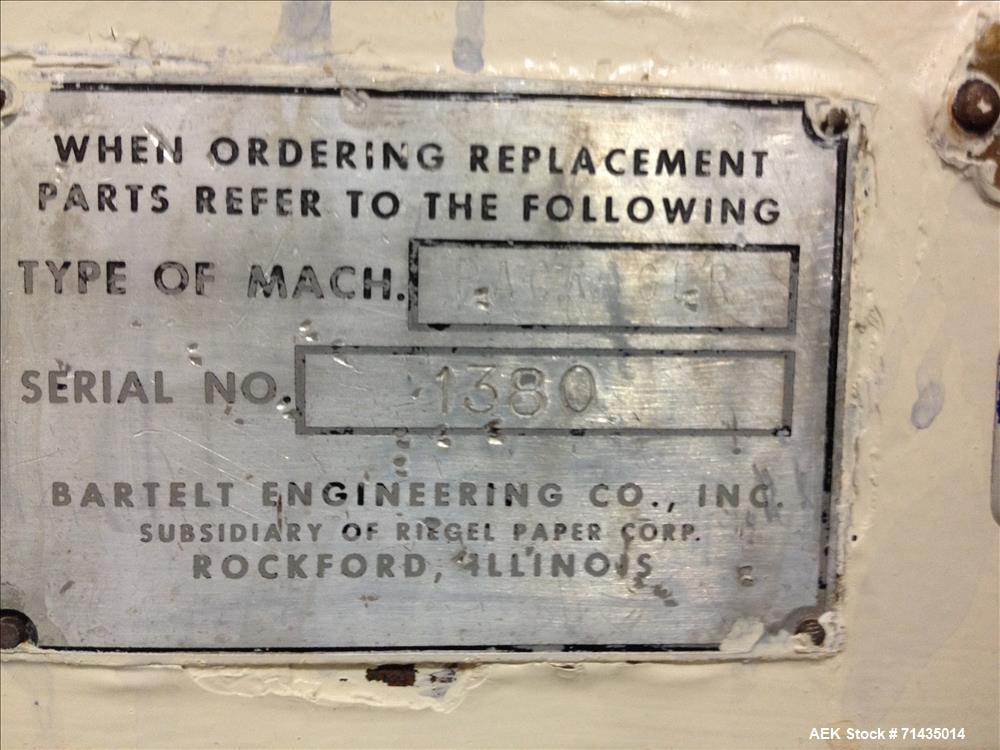 WHEN ORDERING REPLACEMENT
PARTS REFER TO THE FOLLOWING
TYPE OF MACH. PACKAGER
SERIAL NO. 1380
BARTELT ENGINEERING CO., INC.
SUBSIDIARY OF RIEGEL PAPER CORP.
ROCKFORD, ILLINOIS
AEK Stock # 71435014